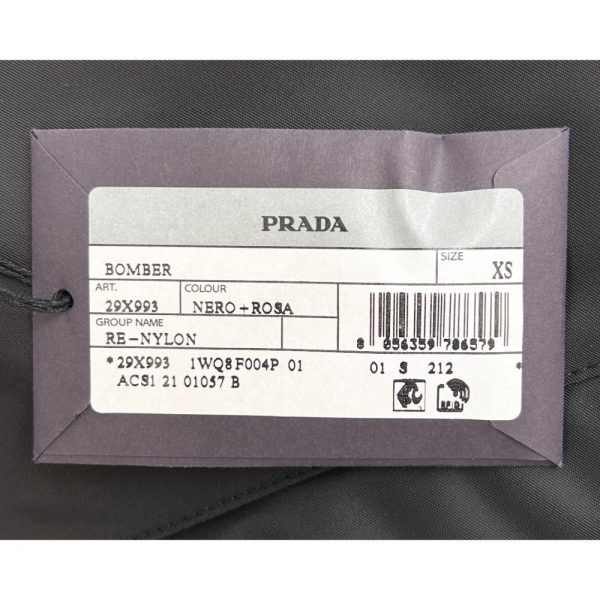 PRADA
SIZE
BOMBER XS
ART. COLOUR
29X993 NERO+ROSA
GROUP NAME
RE-NYLON
8 056359 786579
*29X993 1WQ8F004P 01 01 S 212 *
ACS1 21 01057 B
RFID